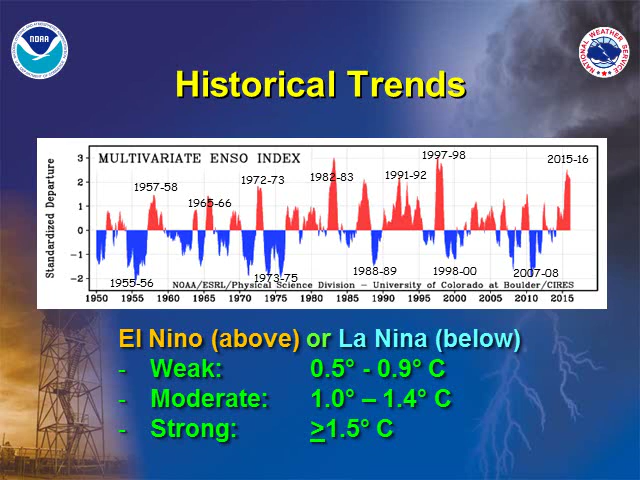 NOAA
NATIONAL WEATHER SERVICE
Historical Trends
MULTIVARIATE ENSO INDEX
Standardized Departure
3
2
1
0
-1
-2
1957-58
1965-66
1972-73
1982-83
1991-92
1997-98
2015-16
1955-56
1973-75
1988-89
1998-00
2007-08
NOAA/ESRL/Physical Science Division – University of Colorado at Boulder/CIRES
1950 1955 1960 1965 1970 1975 1980 1985 1990 1995 2000 2005 2010 2015
El Nino (above) or La Nina (below)
- Weak: 0.5° - 0.9° C
- Moderate: 1.0° – 1.4° C
- Strong: >1.5° C